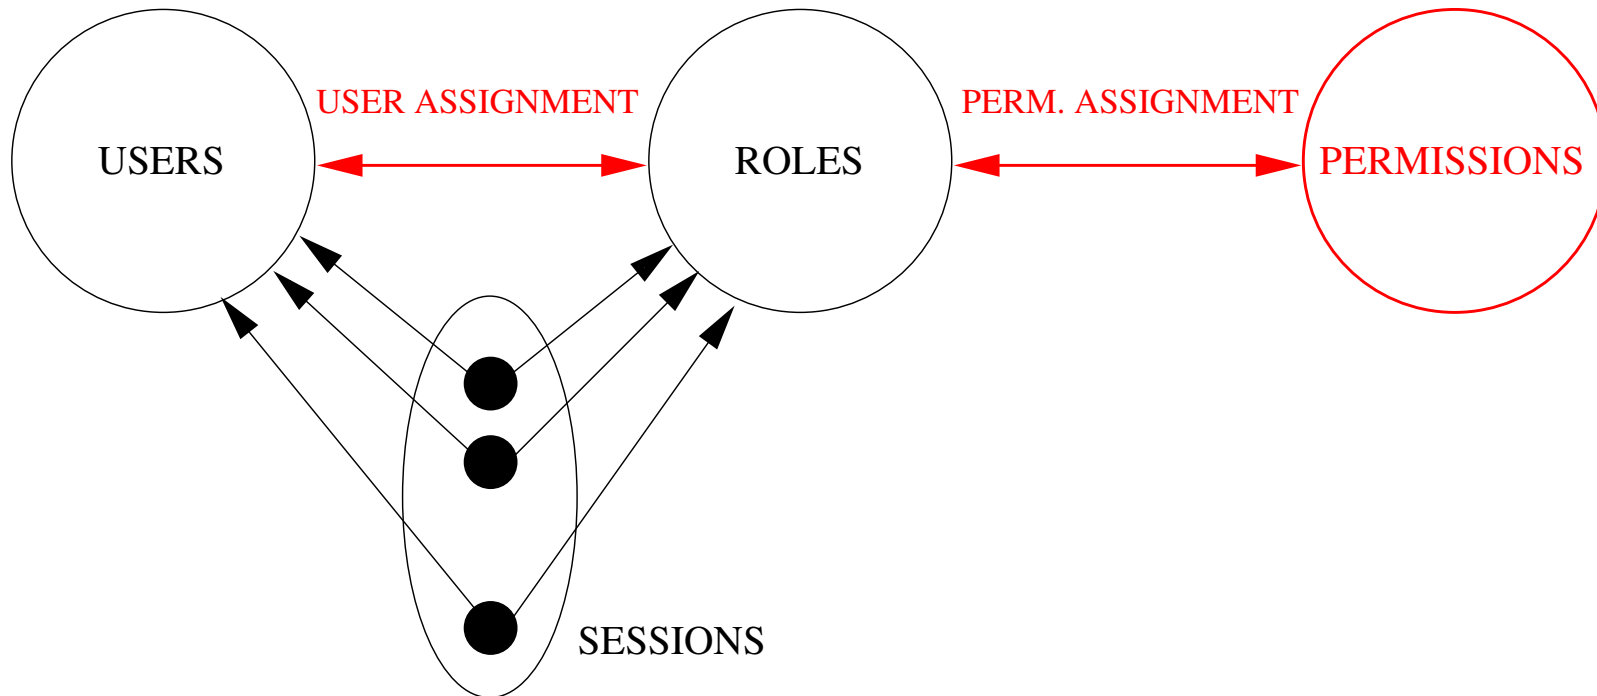 USER ASSIGNMENT
PERM. ASSIGNMENT
USERS
ROLES
PERMISSIONS
SESSIONS